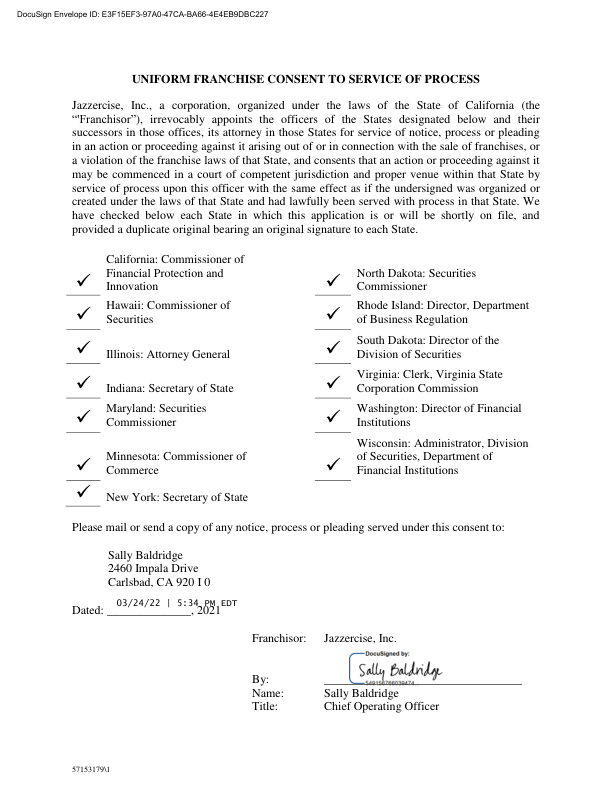 DocuSign Envelope ID: E3F15EF3-97A0-47CA-BA66-4E4EB9DBC227
UNIFORM FRANCHISE CONSENT TO SERVICE OF PROCESS
Jazzercise, Inc., a corporation, organized under the laws of the State of California (the
“"Franchisor”), irrevocably appoints the officers of the States designated below and their
successors in those offices, its attorney in those States for service of notice, process or pleading
in an action or proceeding against it arising out of or in connection with the sale of franchises, or
a violation of the franchise laws of that State, and consents that an action or proceeding against it
may be commenced in a court of competent jurisdiction and proper venue within that State by
service of process upon this officer with the same effect as if the undersigned was organized or
created under the laws of that State and had lawfully been served with process in that State. We
have checked below each State in which this application is or will be shortly on file, and
provided a duplicate original bearing an original signature to each State.
California: Commissioner of
Financial Protection and
Innovation
Hawaii: Commissioner of
Securities
Illinois: Attorney General
Indiana: Secretary of State
Maryland: Securities
Commissioner
Minnesota: Commissioner of
Commerce
New York: Secretary of State
North Dakota: Securities
Commissioner
Rhode Island: Director, Department
of Business Regulation
South Dakota: Director of the
Division of Securities
Virginia: Clerk, Virginia State
Corporation Commission
Washington: Director of Financial
Institutions
Wisconsin: Administrator, Division
of Securities, Department of
Financial Institutions
Please mail or send a copy of any notice, process or pleading served under this consent to:
Sally Baldridge
2460 Impala Drive
Carlsbad, CA 920 I 0
03/24/22 | 5:34 PM EDT
Dated: , 2021
Franchisor: Jazzercise, Inc.
DocuSigned by:
Sally Baldridge
By:
Name: Sally Baldridge
Title: Chief Operating Officer
57153179\1